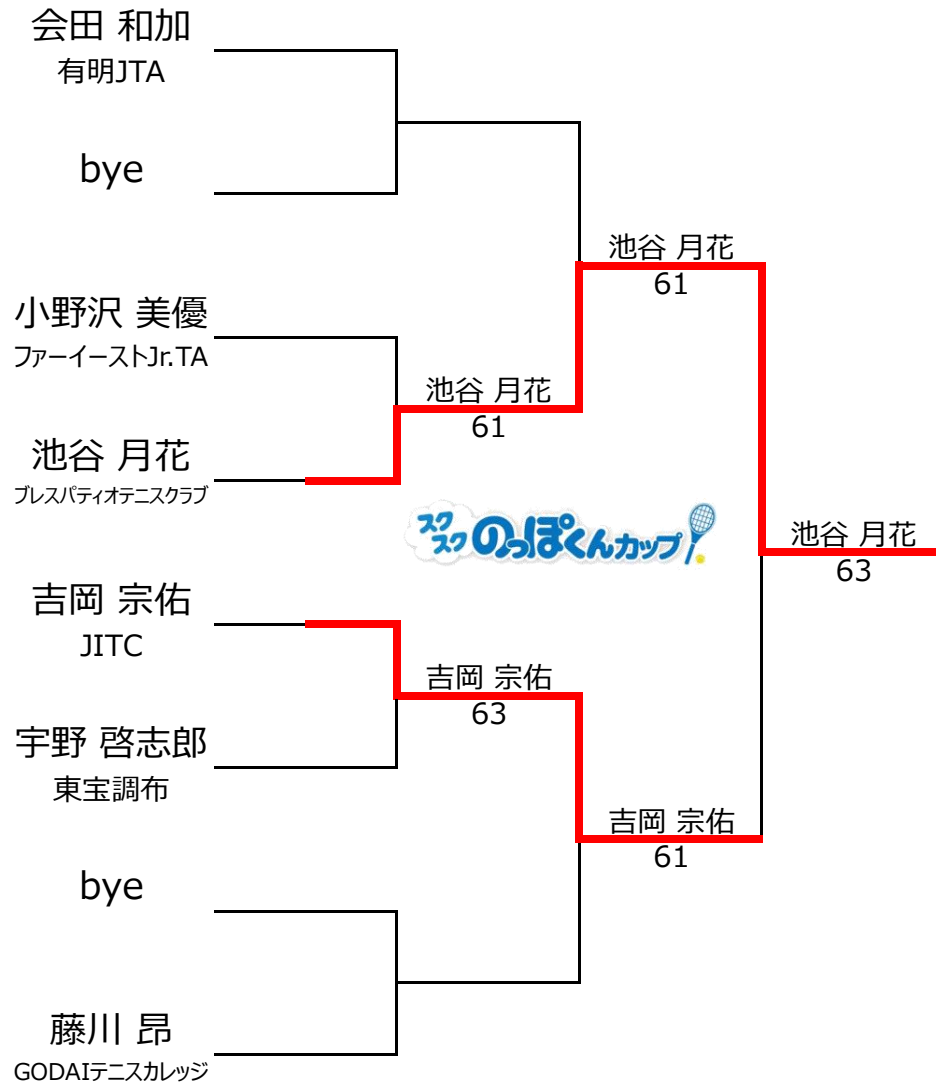 会田 和加
有明JTA
bye
池谷 月花
61
小野沢 美優
ファーイーストJr.TA
池谷 月花
61
池谷 月花
ブレスパティオテニスクラブ
スクスク のっぽくんカップ
池谷 月花
63
吉岡 宗佑
JITC
吉岡 宗佑
63
宇野 啓志郎
東宝調布
吉岡 宗佑
61
bye
藤川 昂
GODAIテニスカレッジ